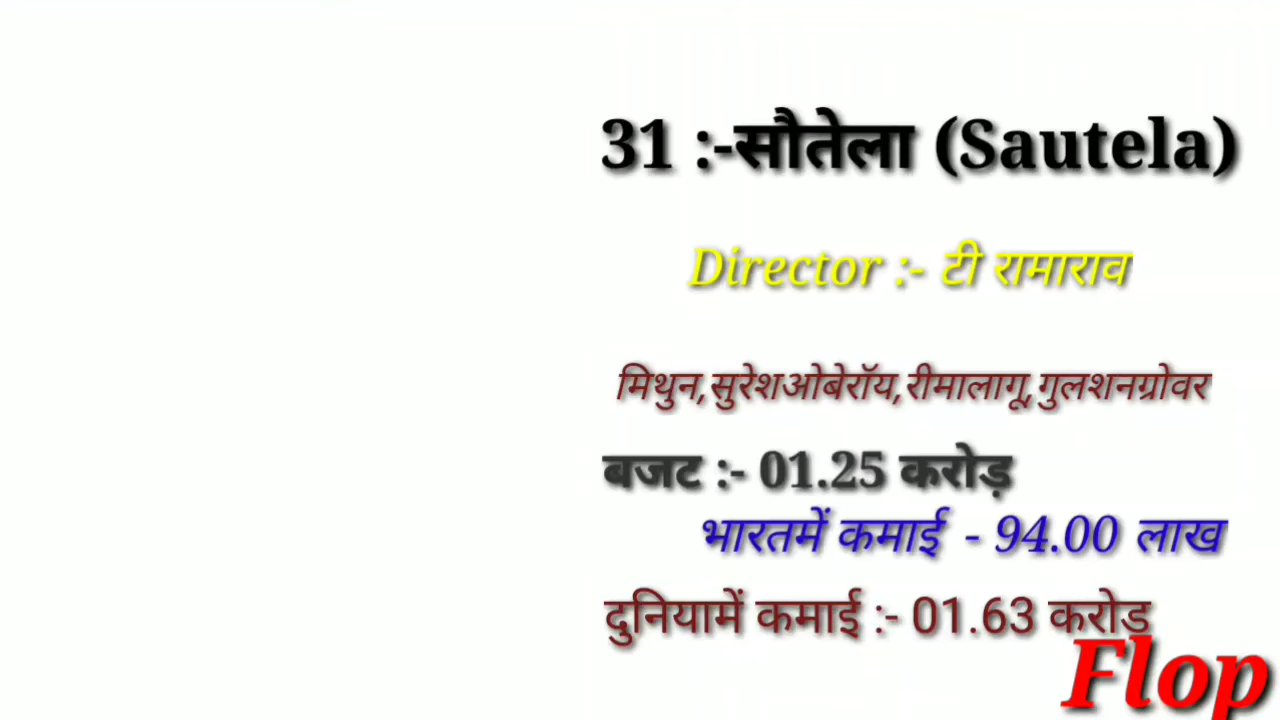 31 :-सौतेला (Sautela)
Director :- टी रामाराव
मिथुन,सुरेशओबेरॉय,रीमालागू,गुलशनग्रोवर
बजट :- 01.25 करोड़
भारतमें कमाई - 94.00 लाख
दुनियामें कमाई :- 01.63 करोड
Flop